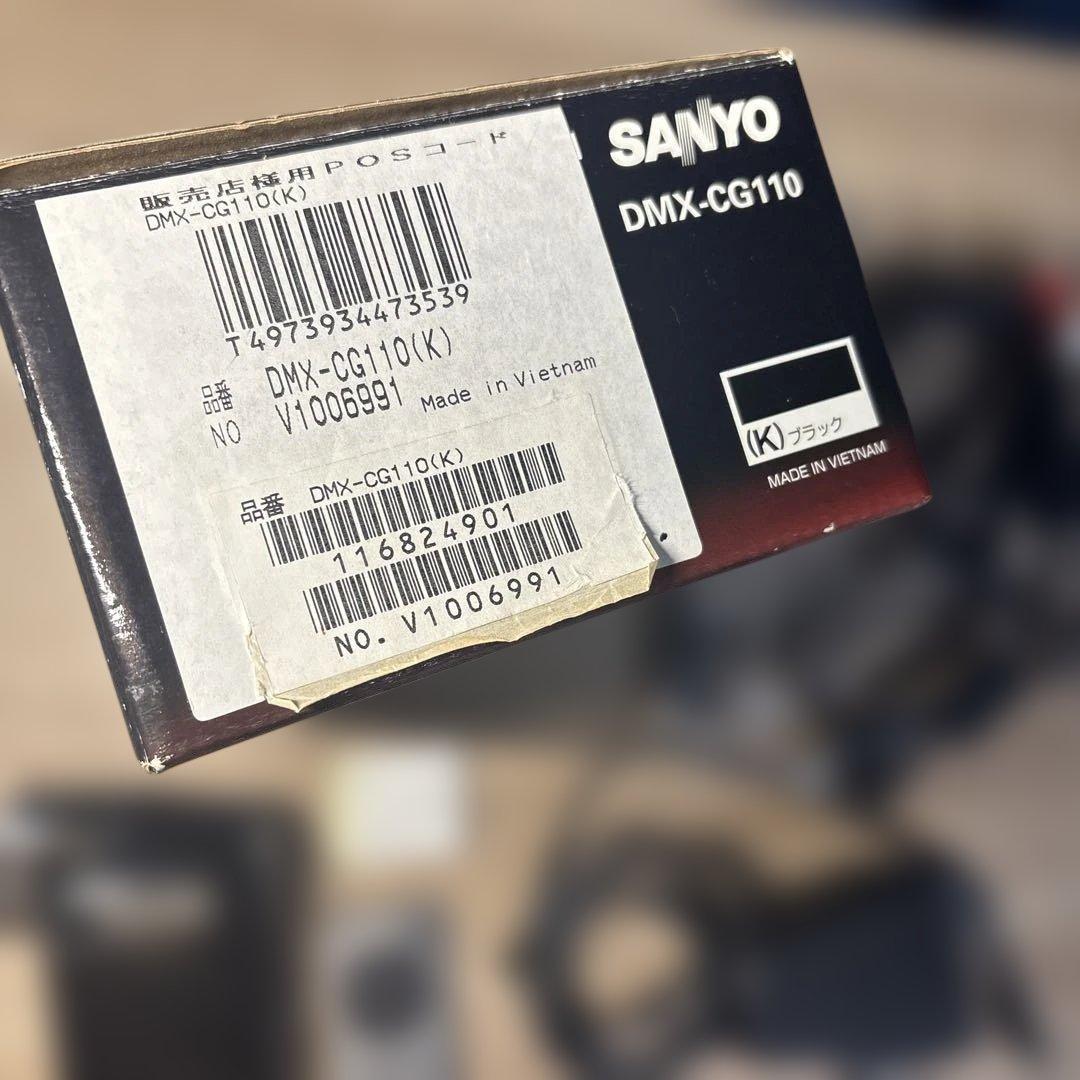 販売店様用POSコード
DMX-CG110(K)
T4973934473539
品番 DMX-CG110(K)
NO V1006991 Made in Vietnam
品番 DMX-CG110(K)
116824901
NO. V1006991
SANYO
DMX-CG110
(K)ブラック
MADE IN VIETNAM